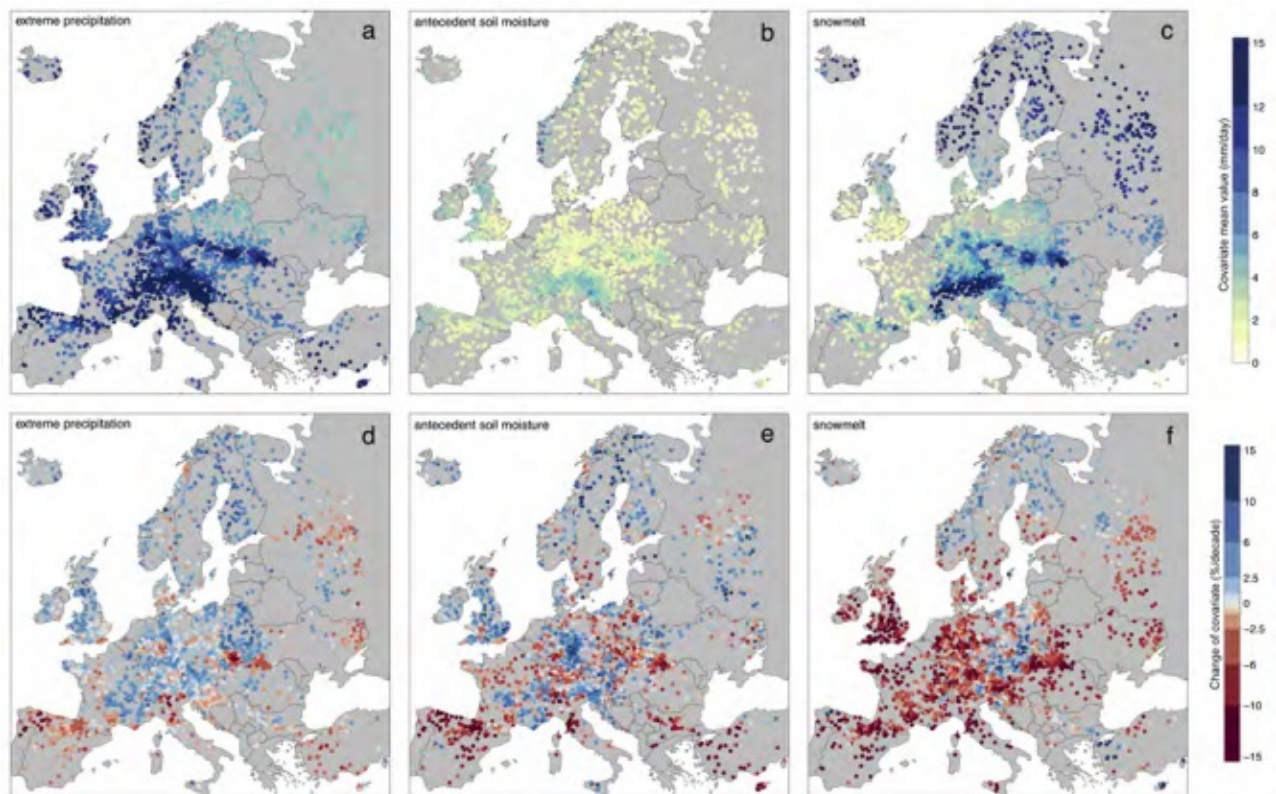 extreme precipitation a
antecedent soil moisture b
snowmelt c
15
12
10
8
6
4
2
0
Covariate mean value (mm/day)
extreme precipitation d
antecedent soil moisture e
snowmelt f
15
10
6
2.5
0
−2.5
−6
−10
−15
Change of covariate (%/decade)